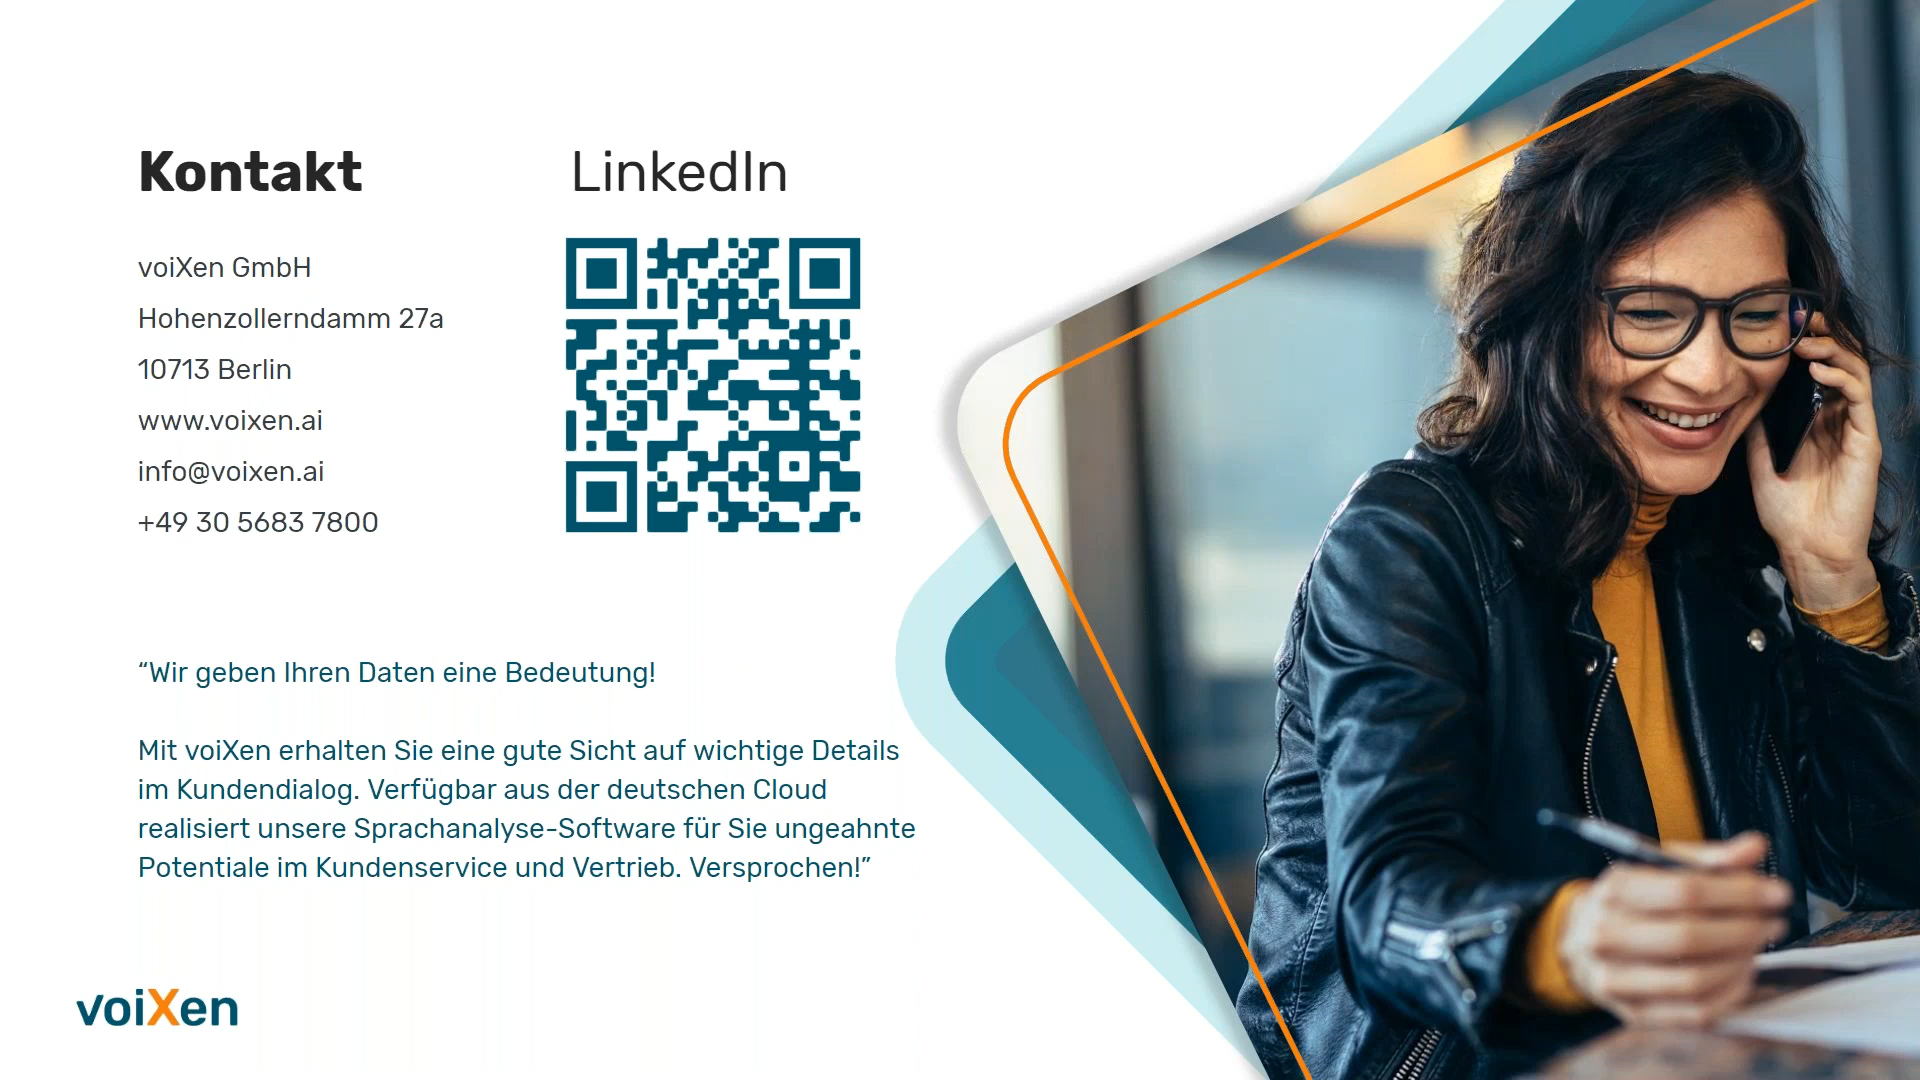 Kontakt
voiXen GmbH
Hohenzollerndamm 27a
10713 Berlin
www.voixen.ai
info@voixen.ai
+49 30 5683 7800
LinkedIn
“Wir geben Ihren Daten eine Bedeutung!
Mit voiXen erhalten Sie eine gute Sicht auf wichtige Details
im Kundendialog. Verfügbar aus der deutschen Cloud
realisiert unsere Sprachanalyse-Software für Sie ungeahnte
Potentiale im Kundenservice und Vertrieb. Versprochen!”
voiXen